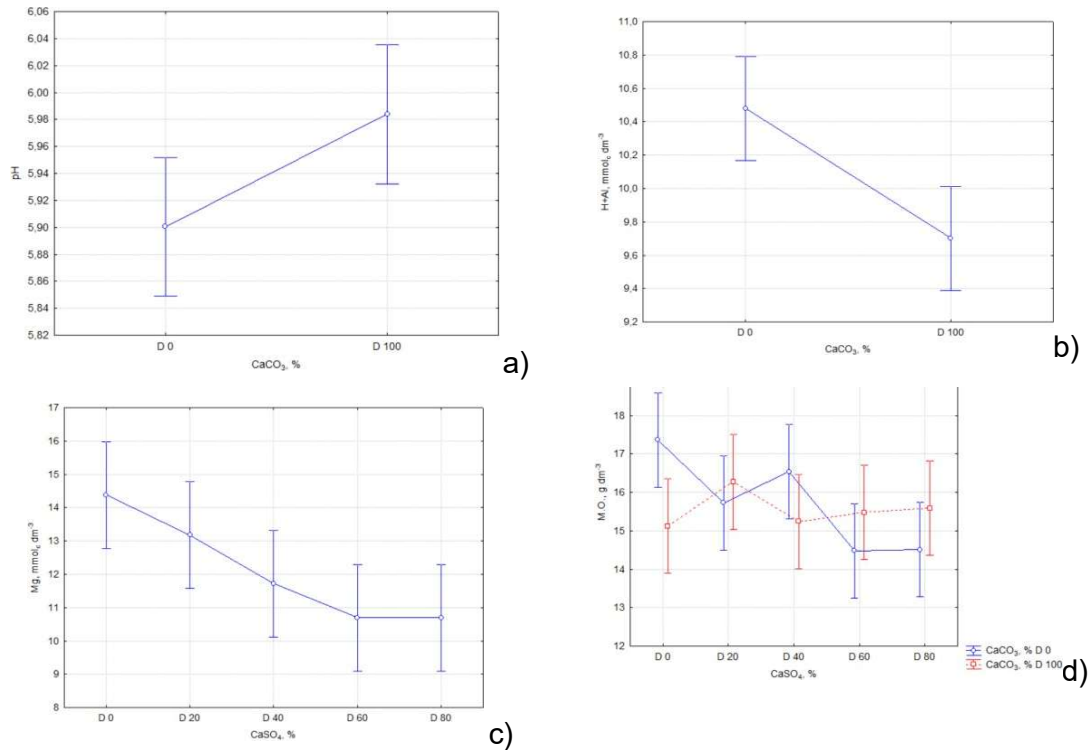 6,06
6,04
6,02
6,00
5,98
5,96
5,94
5,92
5,90
5,88
5,86
5,84
5,82
pH
D 0 D 100
CaCO₃, %
a)
11,0
10,8
10,6
10,4
10,2
10,0
9,8
9,6
9,4
9,2
H+Al, mmol꜀ dm⁻³
D 0 D 100
CaCO₃, %
b)
17
16
15
14
13
12
11
10
9
8
Mg, mmol꜀ dm⁻³
D 0 D 20 D 40 D 60 D 80
CaSO₄, %
c)
18
17
16
15
14
13
12
M.O., g dm⁻³
D 0 D 20 D 40 D 60 D 80
CaSO₄, %
CaCO₃, % D 0
CaCO₃, % D 100
d)